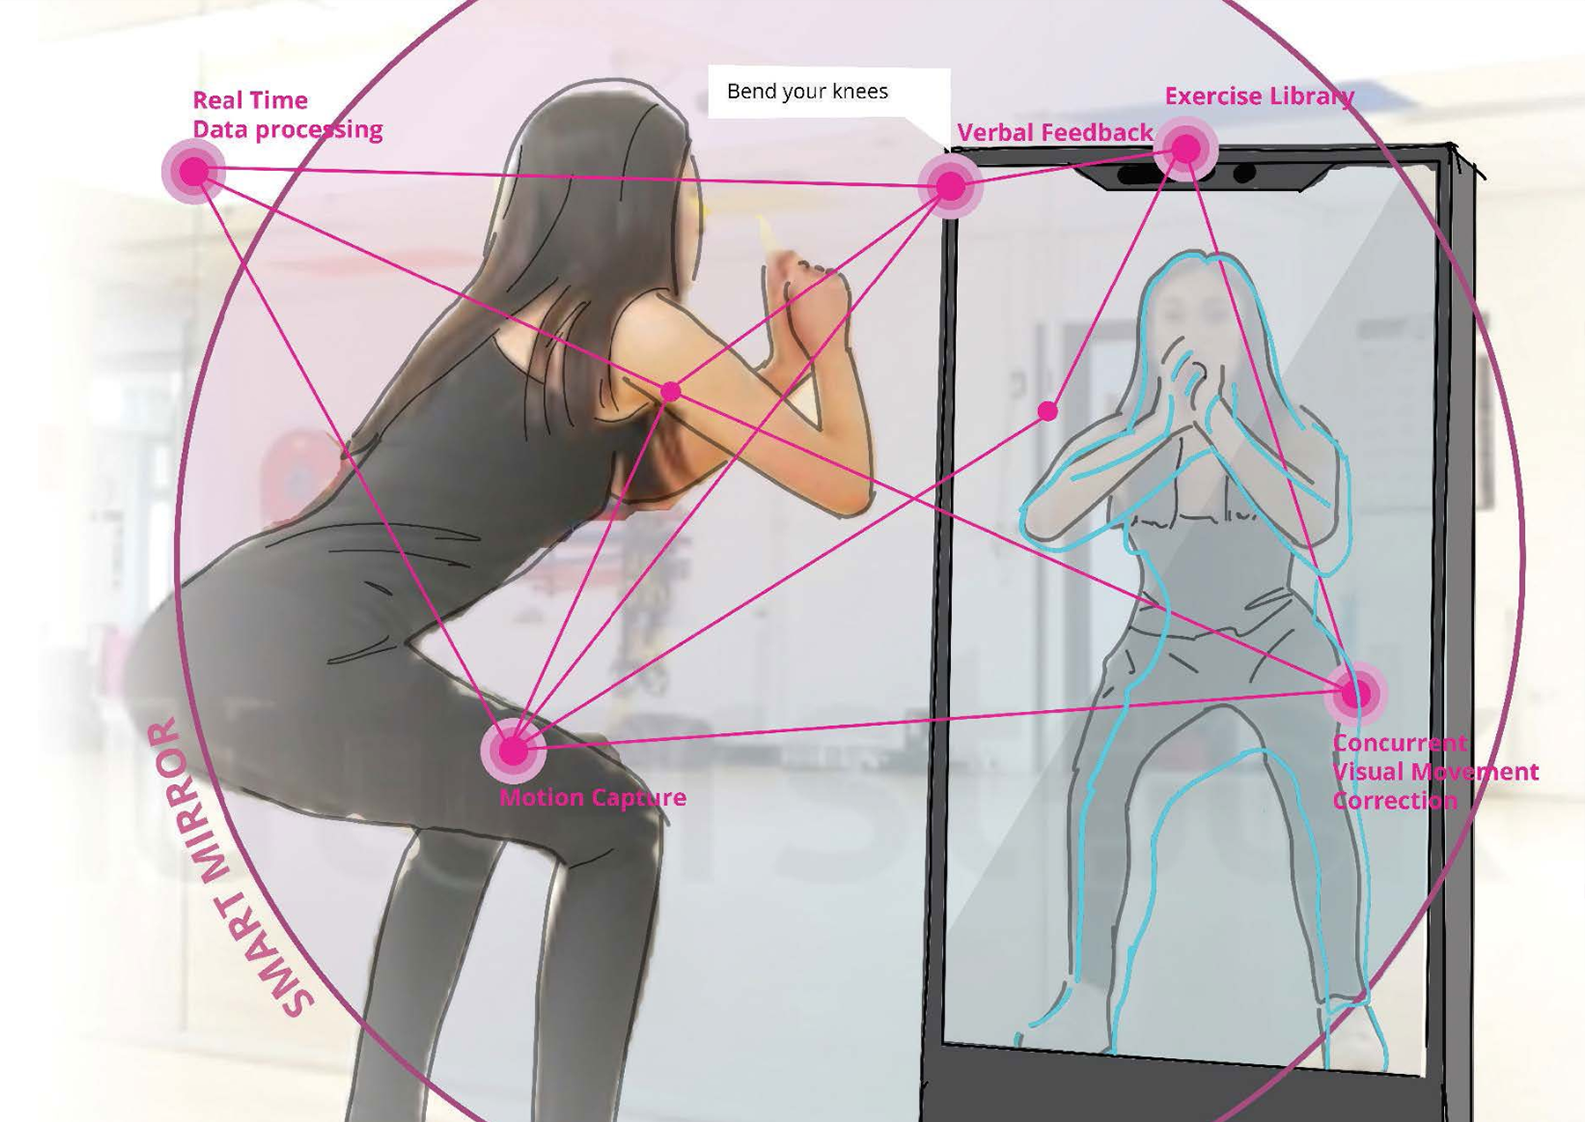 Real Time
Data processing
Bend your knees
Verbal Feedback
Exercise Library
Motion Capture
Concurrent
Visual Movement
Correction
SMART MIRROR